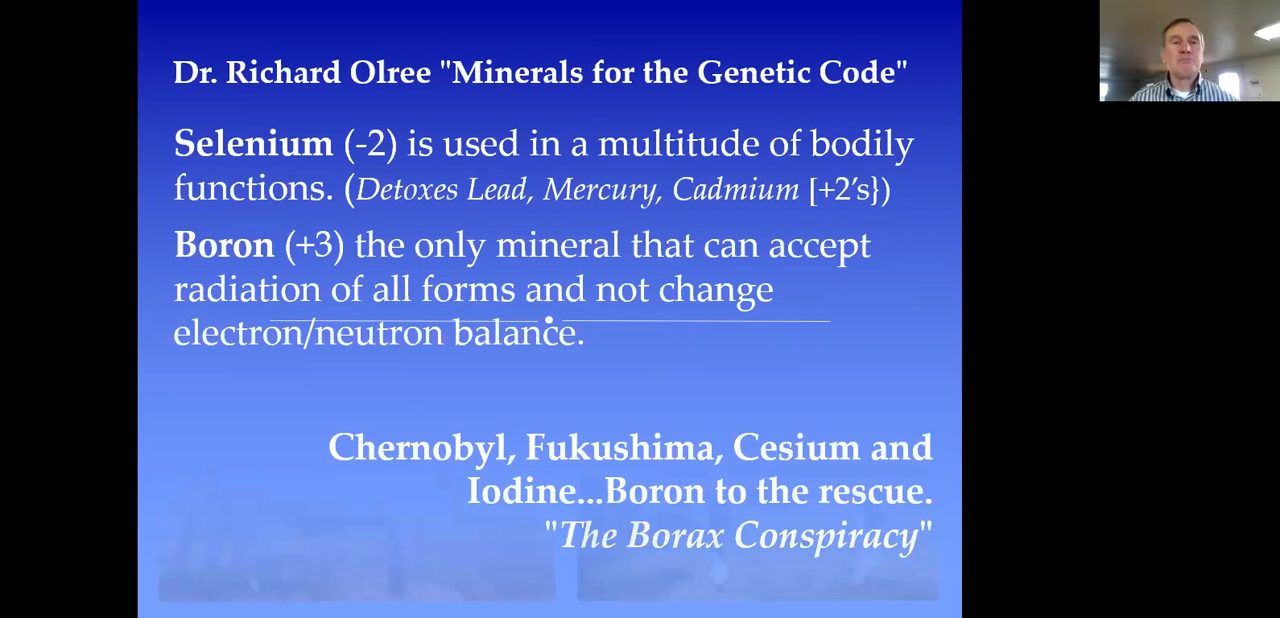 Dr. Richard Olree "Minerals for the Genetic Code"
Selenium (-2) is used in a multitude of bodily
functions. (Detoxes Lead, Mercury, Cadmium [+2's})
Boron (+3) the only mineral that can accept
radiation of all forms and not change
electron/neutron balance.
Chernobyl, Fukushima, Cesium and
Iodine...Boron to the rescue.
"The Borax Conspiracy"